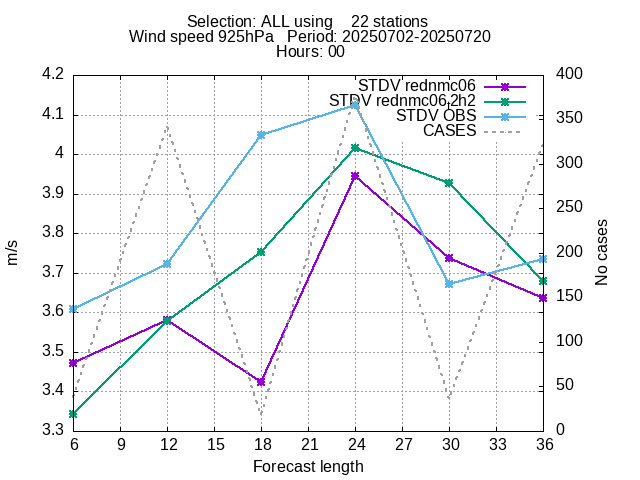 Selection: ALL using    22 stations
Wind speed 925hPa   Period: 20250702-20250720
Hours: 00
STDV rednmc06
STDV rednmc06.2h2
STDV OBS
CASES
4.2
4.1
4
3.9
3.8
3.7
3.6
3.5
3.4
3.3
m/s
400
350
300
250
200
150
100
50
0
No cases
6 9 12 15 18 21 24 27 30 33 36
Forecast length